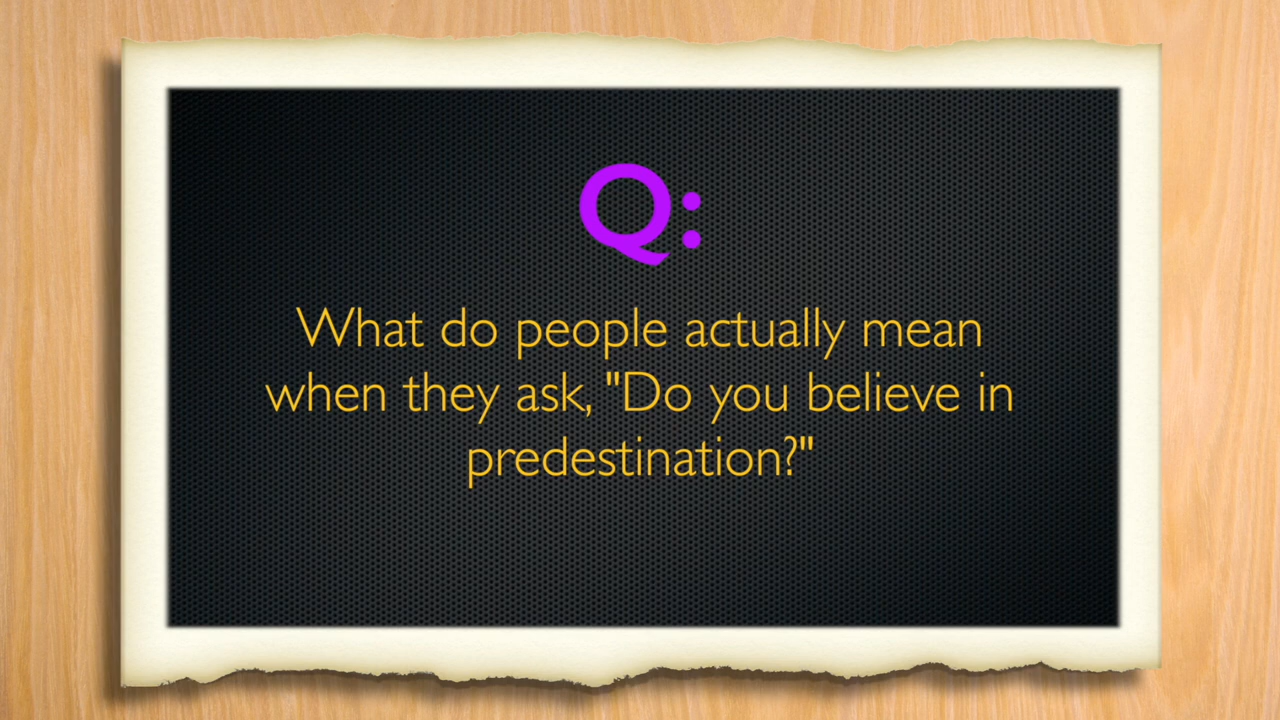 Q:
What do people actually mean
when they ask, "Do you believe in
predestination?"